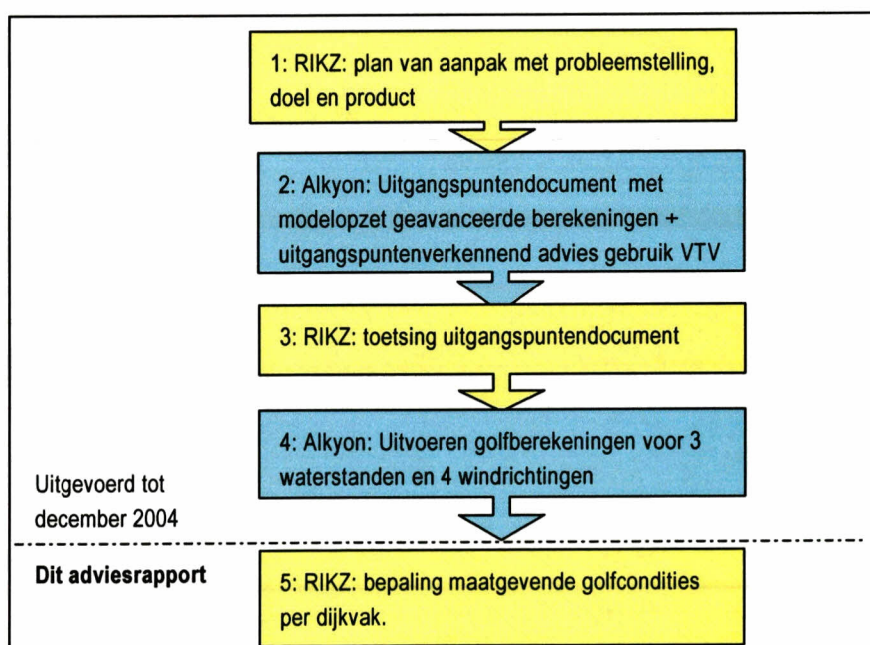 1: RIKZ: plan van aanpak met probleemstelling,
doel en product
2: Alkyon: Uitgangspuntendocument met
modelopzet geavanceerde berekeningen +
uitgangspuntenverkennend advies gebruik VTV
3: RIKZ: toetsing uitgangspuntendocument
4: Alkyon: Uitvoeren golfberekeningen voor 3
waterstanden en 4 windrichtingen
Uitgevoerd tot
december 2004
Dit adviesrapport
5: RIKZ: bepaling maatgevende golfcondities
per dijkvak.